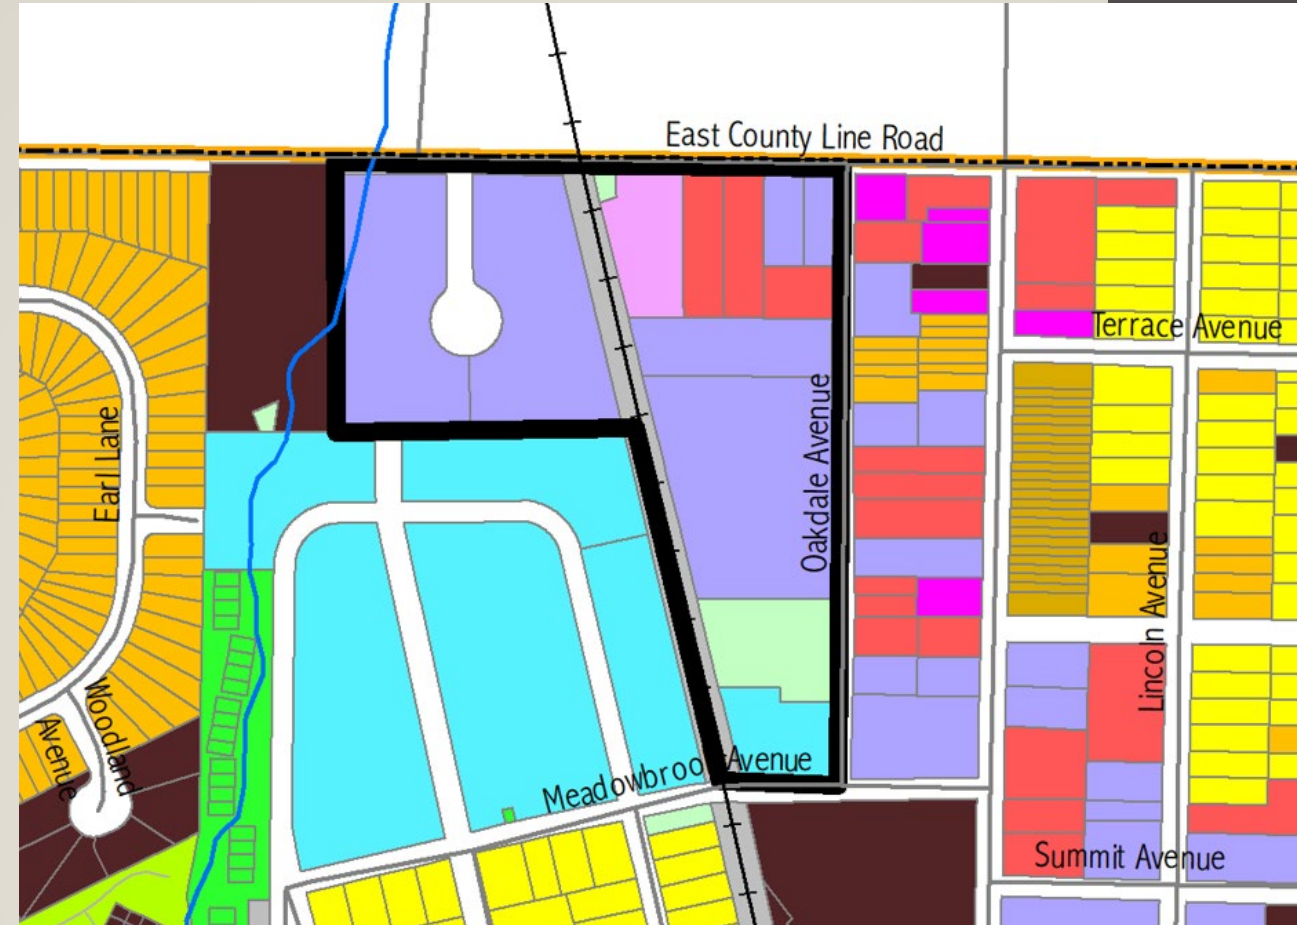 East County Line Road
Terrace Avenue
Earl Lane
Oakdale Avenue
Lincoln Avenue
Woodland
Avenue
Meadowbrook Avenue
Summit Avenue